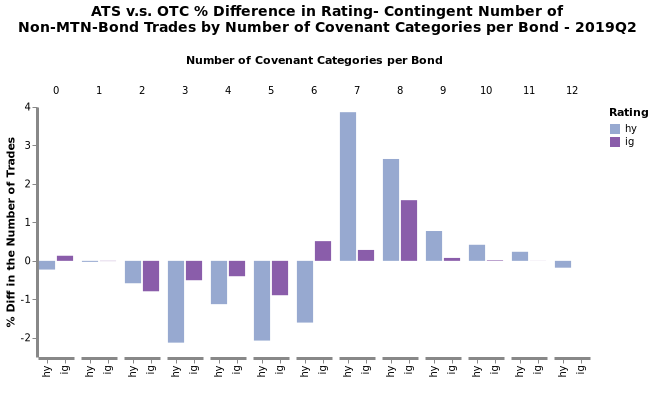 ATS v.s. OTC % Difference in Rating- Contingent Number of
Non-MTN-Bond Trades by Number of Covenant Categories per Bond - 2019Q2
Number of Covenant Categories per Bond
0 1 2 3 4 5 6 7 8 9 10 11 12
% Diff in the Number of Trades
4
3
2
1
0
-1
-2
hy ig hy ig hy ig hy ig hy ig hy ig hy ig hy ig hy ig hy ig hy ig hy ig hy ig
Rating
hy
ig